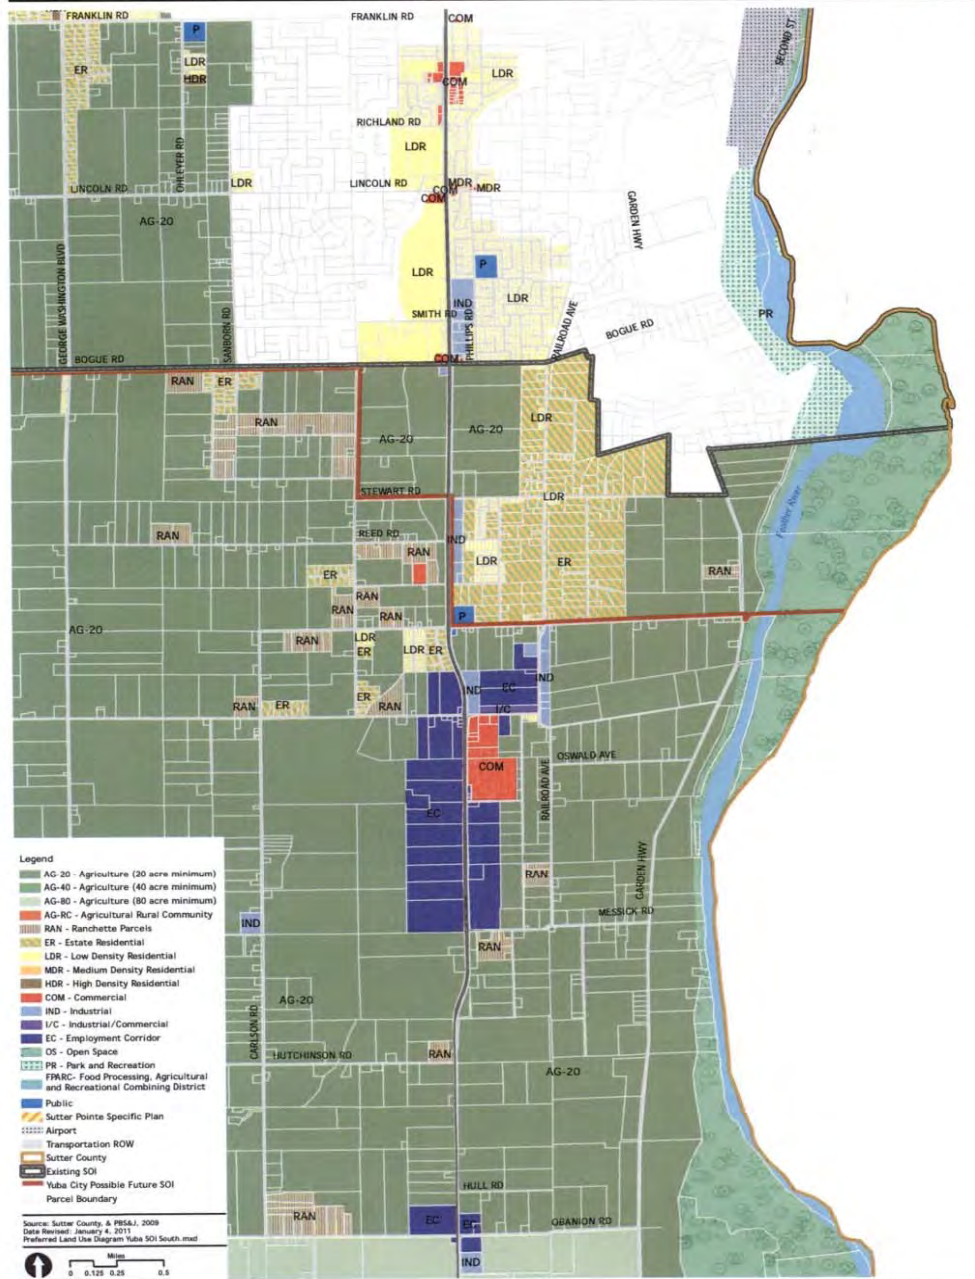 FRANKLIN RD
FRANKLIN RD
COM
SECOND ST
P
ER
LDR
HDR
LDR
COM
RICHLAND RD
LDR
OHLEYER RD
LINCOLN RD
LDR
LINCOLN RD
MDR
COM
MDR
COM
AG-20
GARDEN HWY
GEORGE WASHINGTON BLVD
SANBORN RD
P
LDR
IND
LDR
SMITH RD
PHILLIPS RD
RAILROAD AVE
BOGUE RD
PR
BOGUE RD
COM
RAN
ER
RAN
LDR
AG-20
AG-20
STEWART RD
LDR
Feather River
RAN
REED RD
IND
RAN
LDR
ER
RAN
ER
RAN
RAN
RAN
P
AG-20
RAN
LDR
ER
LDR
ER
IND
IND
EC
ER
RAN
RAN
ER
I/C
OSWALD AVE
COM
RAILROAD AVE
EC
GARDEN HWY
RAN
MESSICK RD
IND
RAN
AG-20
CARLSON RD
HUTCHINSON RD
RAN
AG-20
HULL RD
RAN
EC
EC
OBANION RD
IND
Legend
AG-20 - Agriculture (20 acre minimum)
AG-40 - Agriculture (40 acre minimum)
AG-80 - Agriculture (80 acre minimum)
AG-RC - Agricultural Rural Community
RAN - Ranchette Parcels
ER - Estate Residential
LDR - Low Density Residential
MDR - Medium Density Residential
HDR - High Density Residential
COM - Commercial
IND - Industrial
I/C - Industrial/Commercial
EC - Employment Corridor
OS - Open Space
PR - Park and Recreation
FPARC- Food Processing, Agricultural
and Recreational Combining District
Public
Sutter Pointe Specific Plan
Airport
Transportation ROW
Sutter County
Existing SOI
Yuba City Possible Future SOI
Parcel Boundary
Source: Sutter County, & PBS&J, 2009
Date Revised: January 4, 2011
Preferred Land Use Diagram Yuba SOI South.mxd
Miles
0 0.125 0.25 0.5